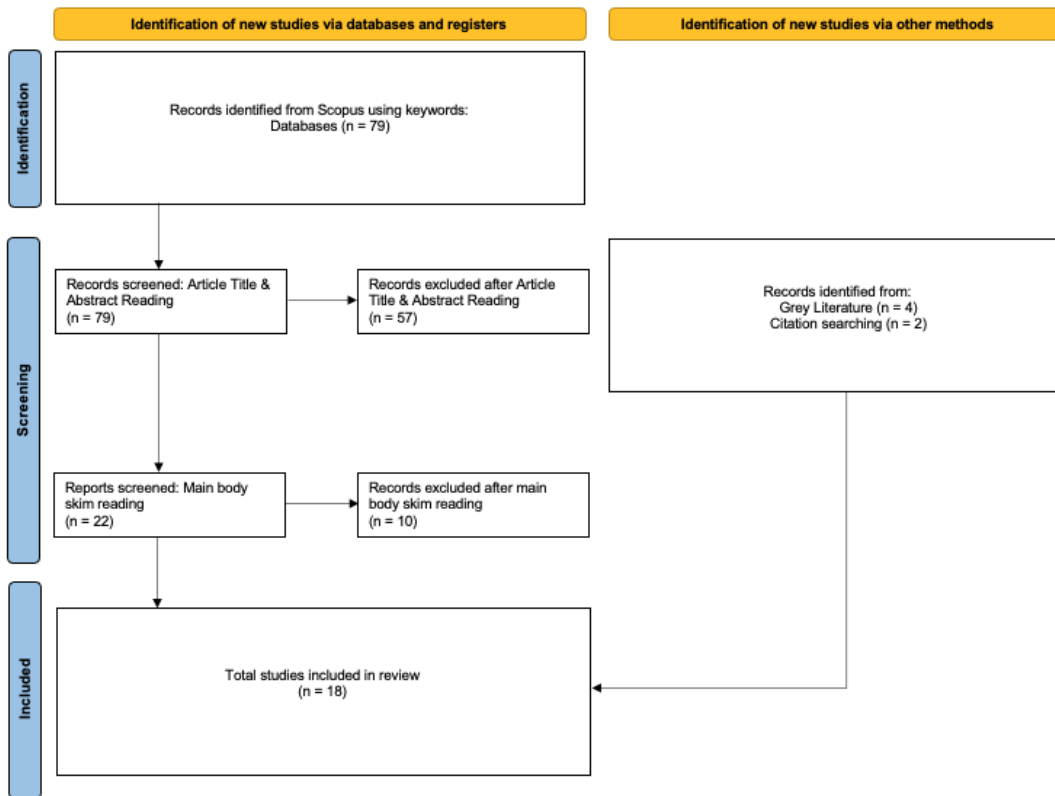 Identification of new studies via databases and registers
Identification of new studies via other methods
Identification
Records identified from Scopus using keywords:
Databases (n = 79)
Screening
Records screened: Article Title &
Abstract Reading
(n = 79)
Records excluded after Article
Title & Abstract Reading
(n = 57)
Records identified from:
Grey Literature (n = 4)
Citation searching (n = 2)
Reports screened: Main body
skim reading
(n = 22)
Records excluded after main
body skim reading
(n = 10)
Included
Total studies included in review
(n = 18)